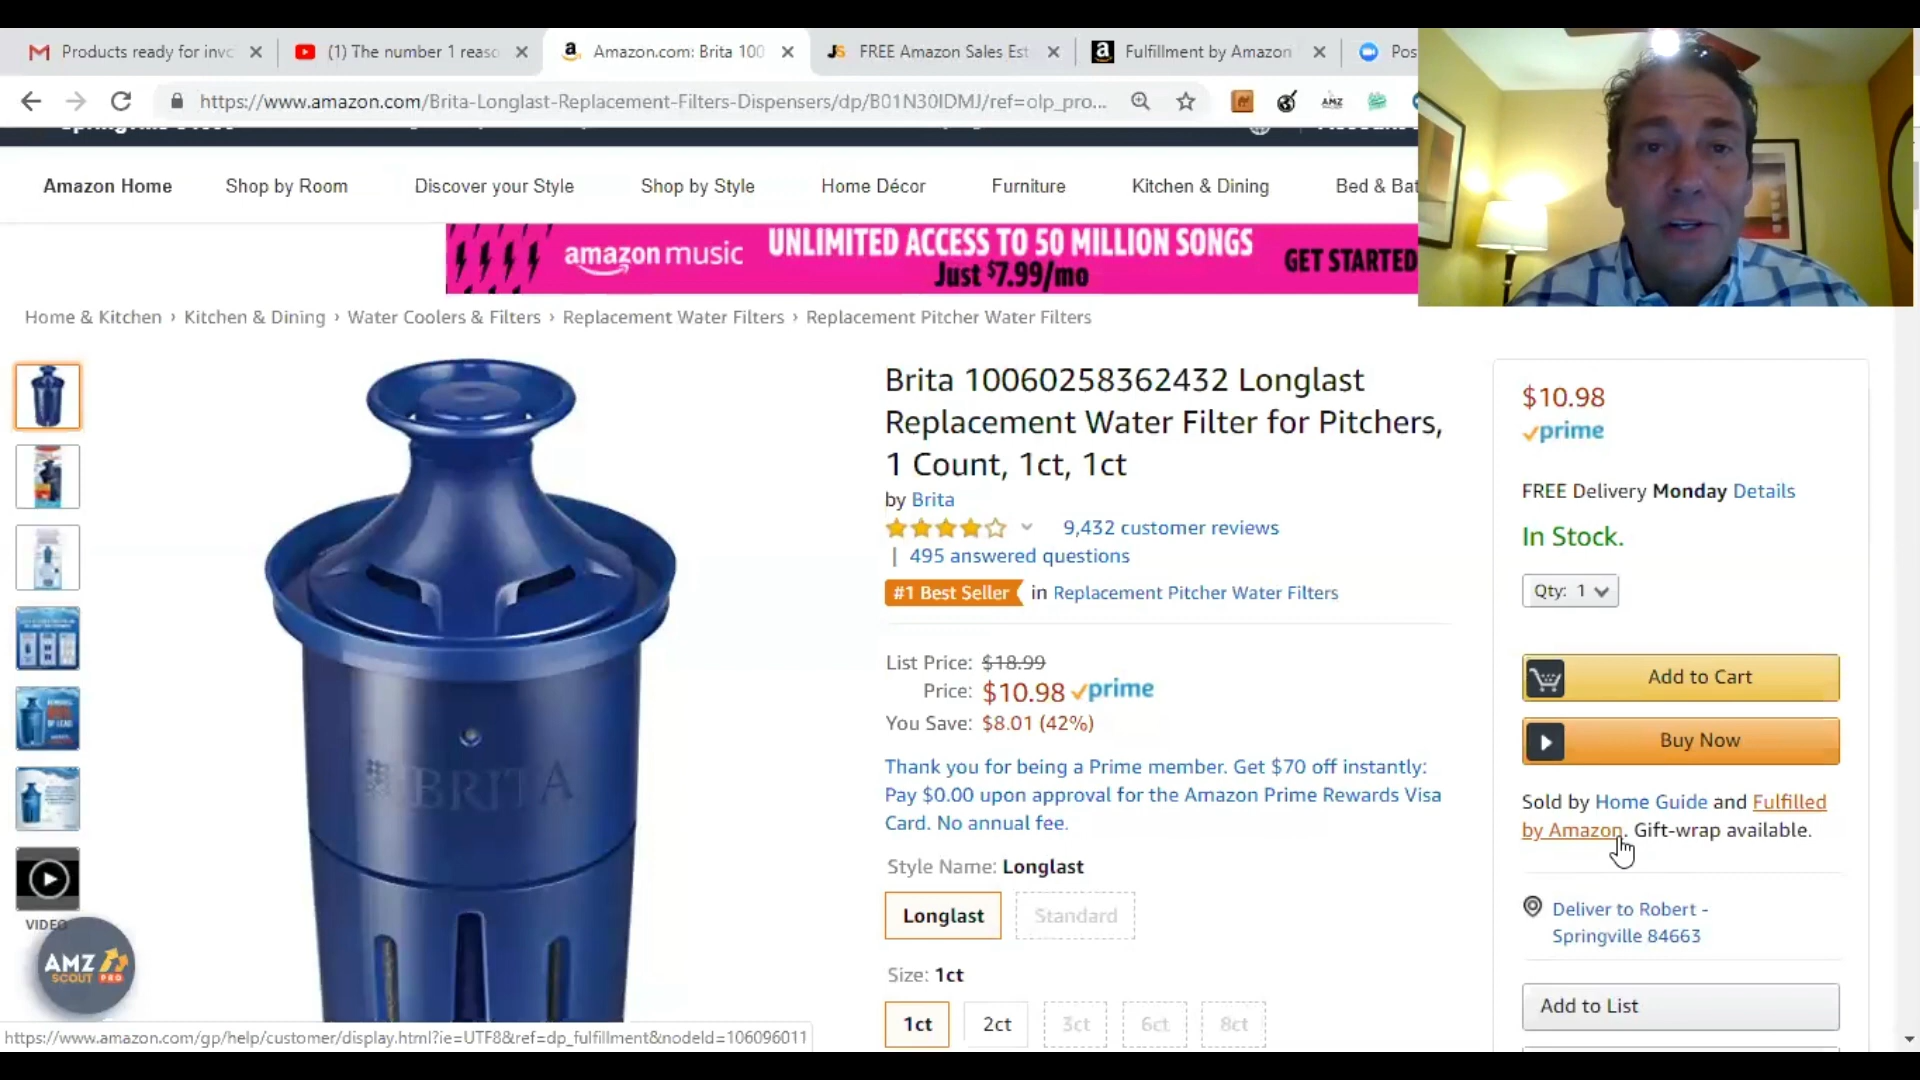 Products ready for invc
(1) The number 1 reaso
Amazon.com: Brita 100
FREE Amazon Sales Est
Fulfillment by Amazon
Pos
https://www.amazon.com/Brita-Longlast-Replacement-Filters-Dispensers/dp/B01N30IDMJ/ref=olp_pro...
AMZ
Amazon Home
Shop by Room
Discover your Style
Shop by Style
Home Décor
Furniture
Kitchen & Dining
Bed & Bat
amazon music
UNLIMITED ACCESS TO 50 MILLION SONGS
Just $7.99/mo
GET STARTED
Home & Kitchen › Kitchen & Dining › Water Coolers & Filters › Replacement Water Filters › Replacement Pitcher Water Filters
Brita 10060258362432 Longlast
Replacement Water Filter for Pitchers,
1 Count, 1ct, 1ct
by Brita
9,432 customer reviews
| 495 answered questions
#1 Best Seller in Replacement Pitcher Water Filters
List Price: $18.99
Price: $10.98 prime
You Save: $8.01 (42%)
Thank you for being a Prime member. Get $70 off instantly:
Pay $0.00 upon approval for the Amazon Prime Rewards Visa
Card. No annual fee.
Style Name: Longlast
Longlast
Standard
Size: 1ct
1ct
2ct
3ct
6ct
8ct
$10.98
prime
FREE Delivery Monday Details
In Stock.
Qty: 1
Add to Cart
Buy Now
Sold by Home Guide and Fulfilled
by Amazon. Gift-wrap available.
Deliver to Robert -
Springville 84663
Add to List
BRITA
VIDEO
AMZ
SCOUT PRO
https://www.amazon.com/gp/help/customer/display.html?ie=UTF8&ref=dp_fulfillment&nodeId=106096011